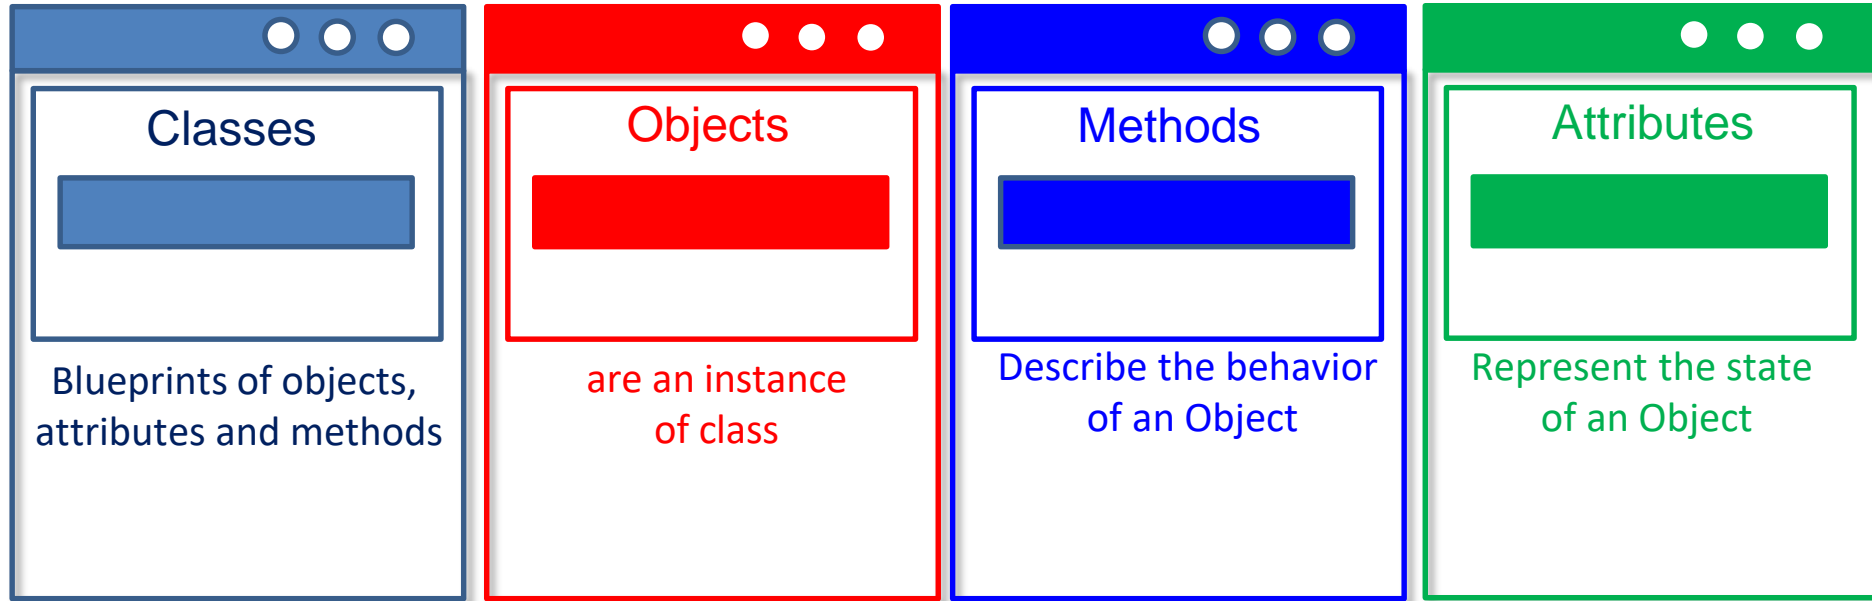 Classes
Blueprints of objects,
attributes and methods
Objects
are an instance
of class
Methods
Describe the behavior
of an Object
Attributes
Represent the state
of an Object